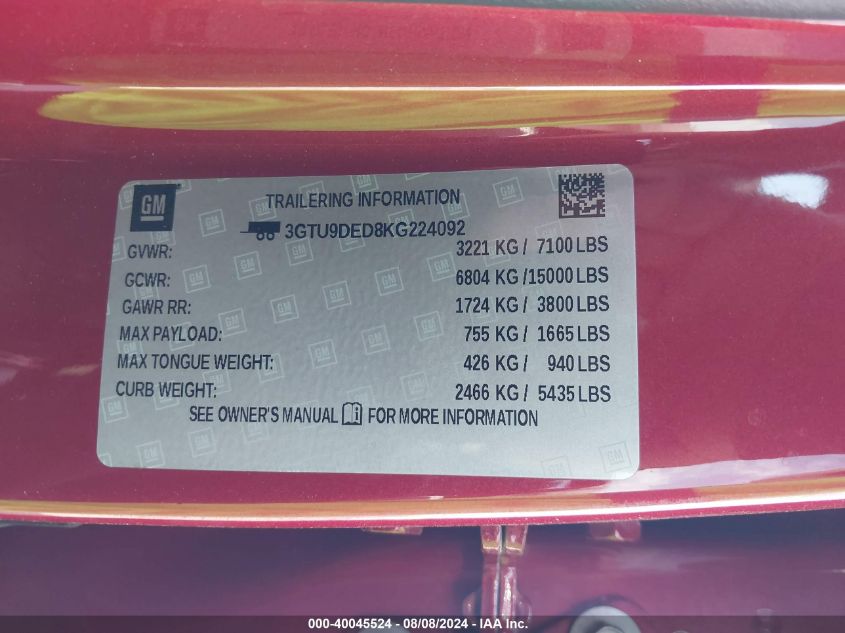 GM
TRAILERING INFORMATION
3GTU9DED8KG224092
GVWR: 3221 KG / 7100 LBS
GCWR: 6804 KG /15000 LBS
GAWR RR: 1724 KG / 3800 LBS
MAX PAYLOAD: 755 KG / 1665 LBS
MAX TONGUE WEIGHT: 426 KG / 940 LBS
CURB WEIGHT: 2466 KG / 5435 LBS
SEE OWNER'S MANUAL FOR MORE INFORMATION
000-40045524 - 08/08/2024 - IAA Inc.